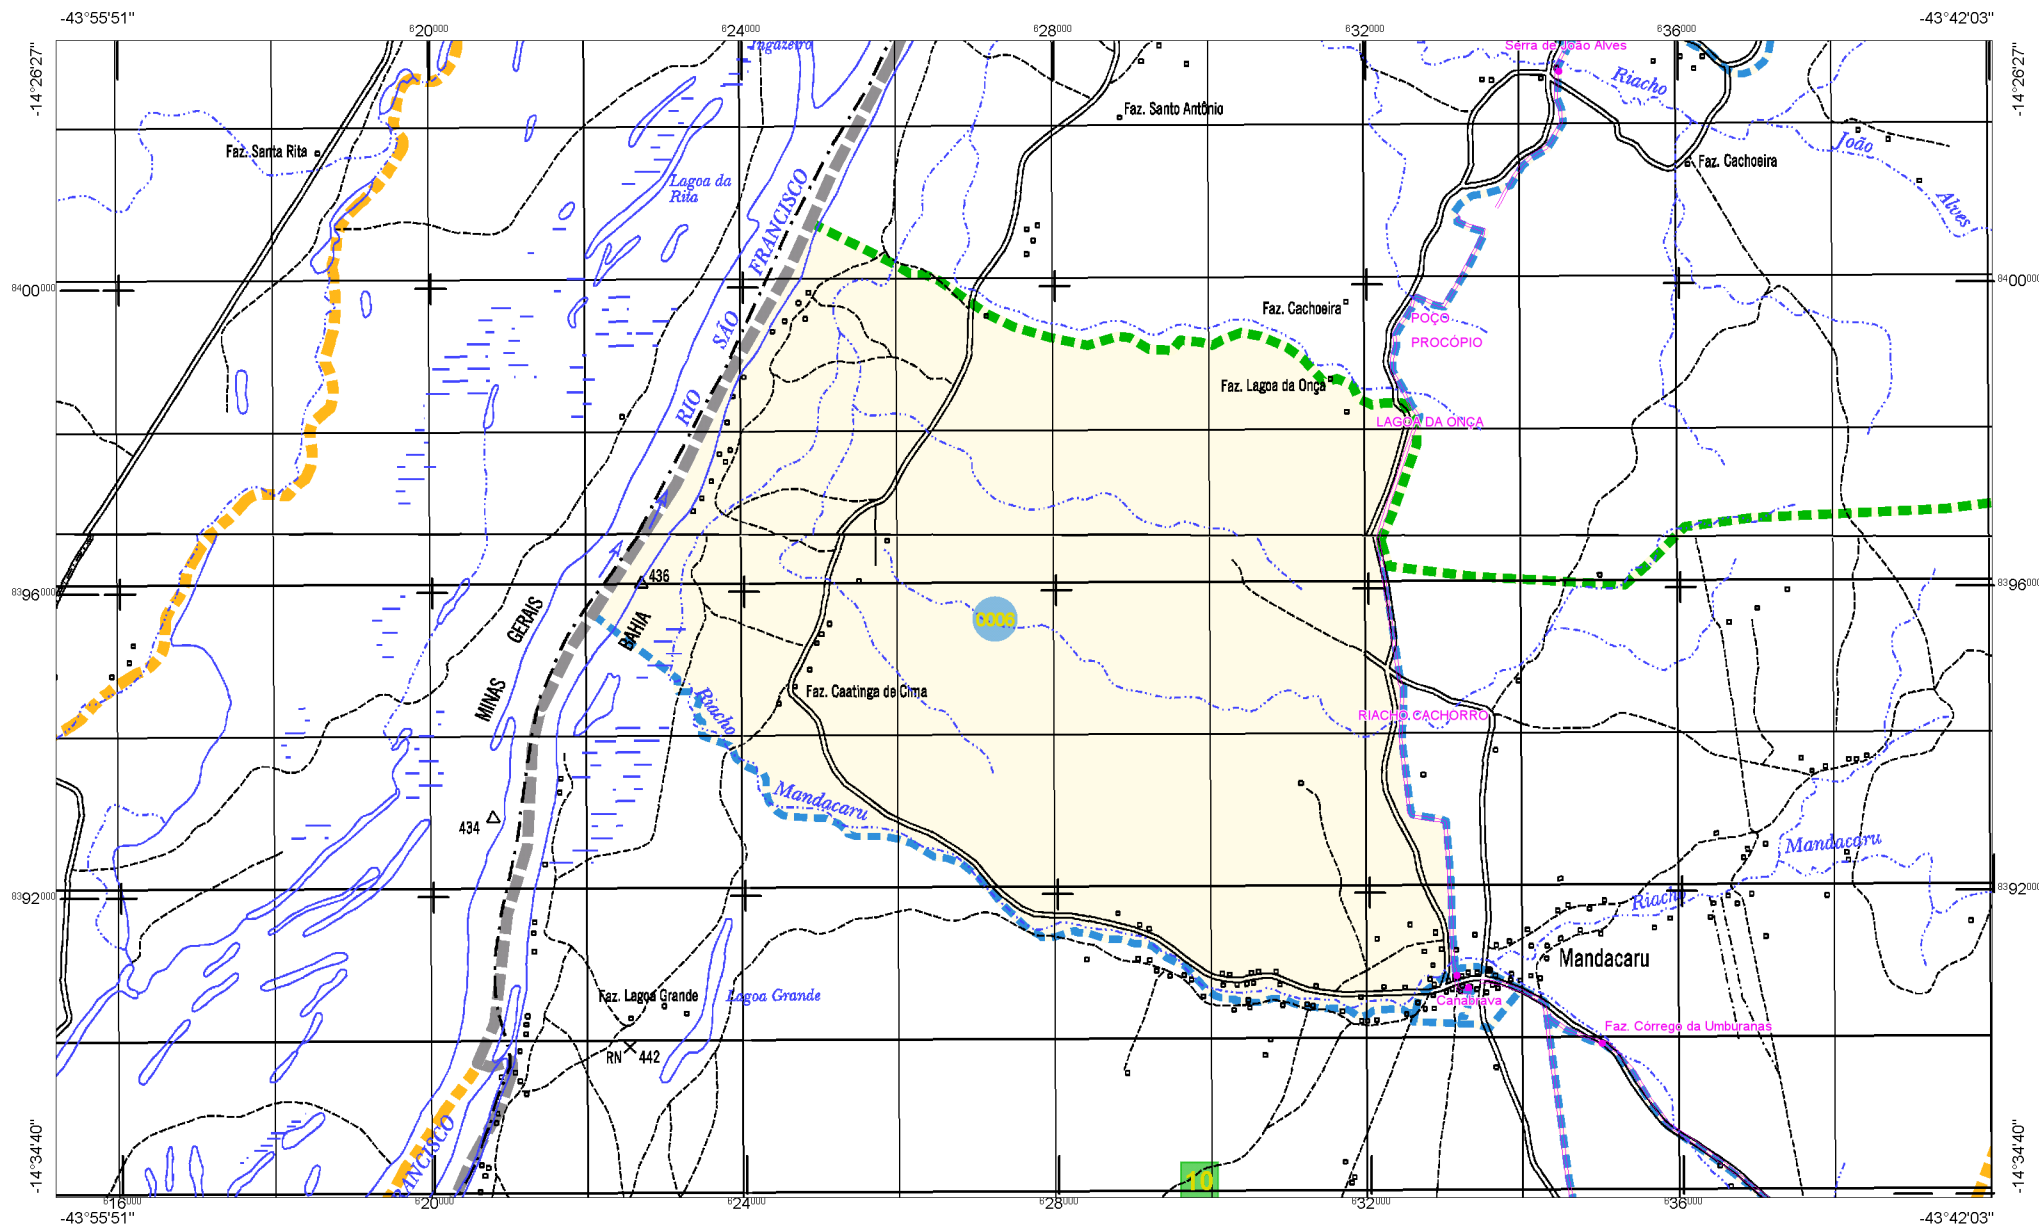 -43°55'51"
-43°42'03"
620000
624000
628000
632000
636000
-14°26'27"
-14°26'27"
Ingazeiro
Serra de João Alves
Riacho
João
Alves
Faz. Santo Antônio
Faz. Santa Rita
Faz. Cachoeira
Lagoa da
Rita
RIO SÃO FRANCISCO
8400000
8400000
Faz. Cachoeira
POÇO
PROCÓPIO
Faz. Lagoa da Onça
LAGOA DA ONÇA
436
8396000
8396000
MINAS GERAIS
BAHIA
0006
Riacho
Faz. Caatinga de Cima
RIACHO CACHORRO
Mandacaru
434
Mandacaru
Riacho
8392000
8392000
Mandacaru
Faz. Lagoa Grande
Lagoa Grande
Canabrava
Faz. Córrego da Umburanas
RN
442
FRANCISCO
10
-14°34'40"
-14°34'40"
616000
620000
624000
628000
632000
636000
-43°55'51"
-43°42'03"